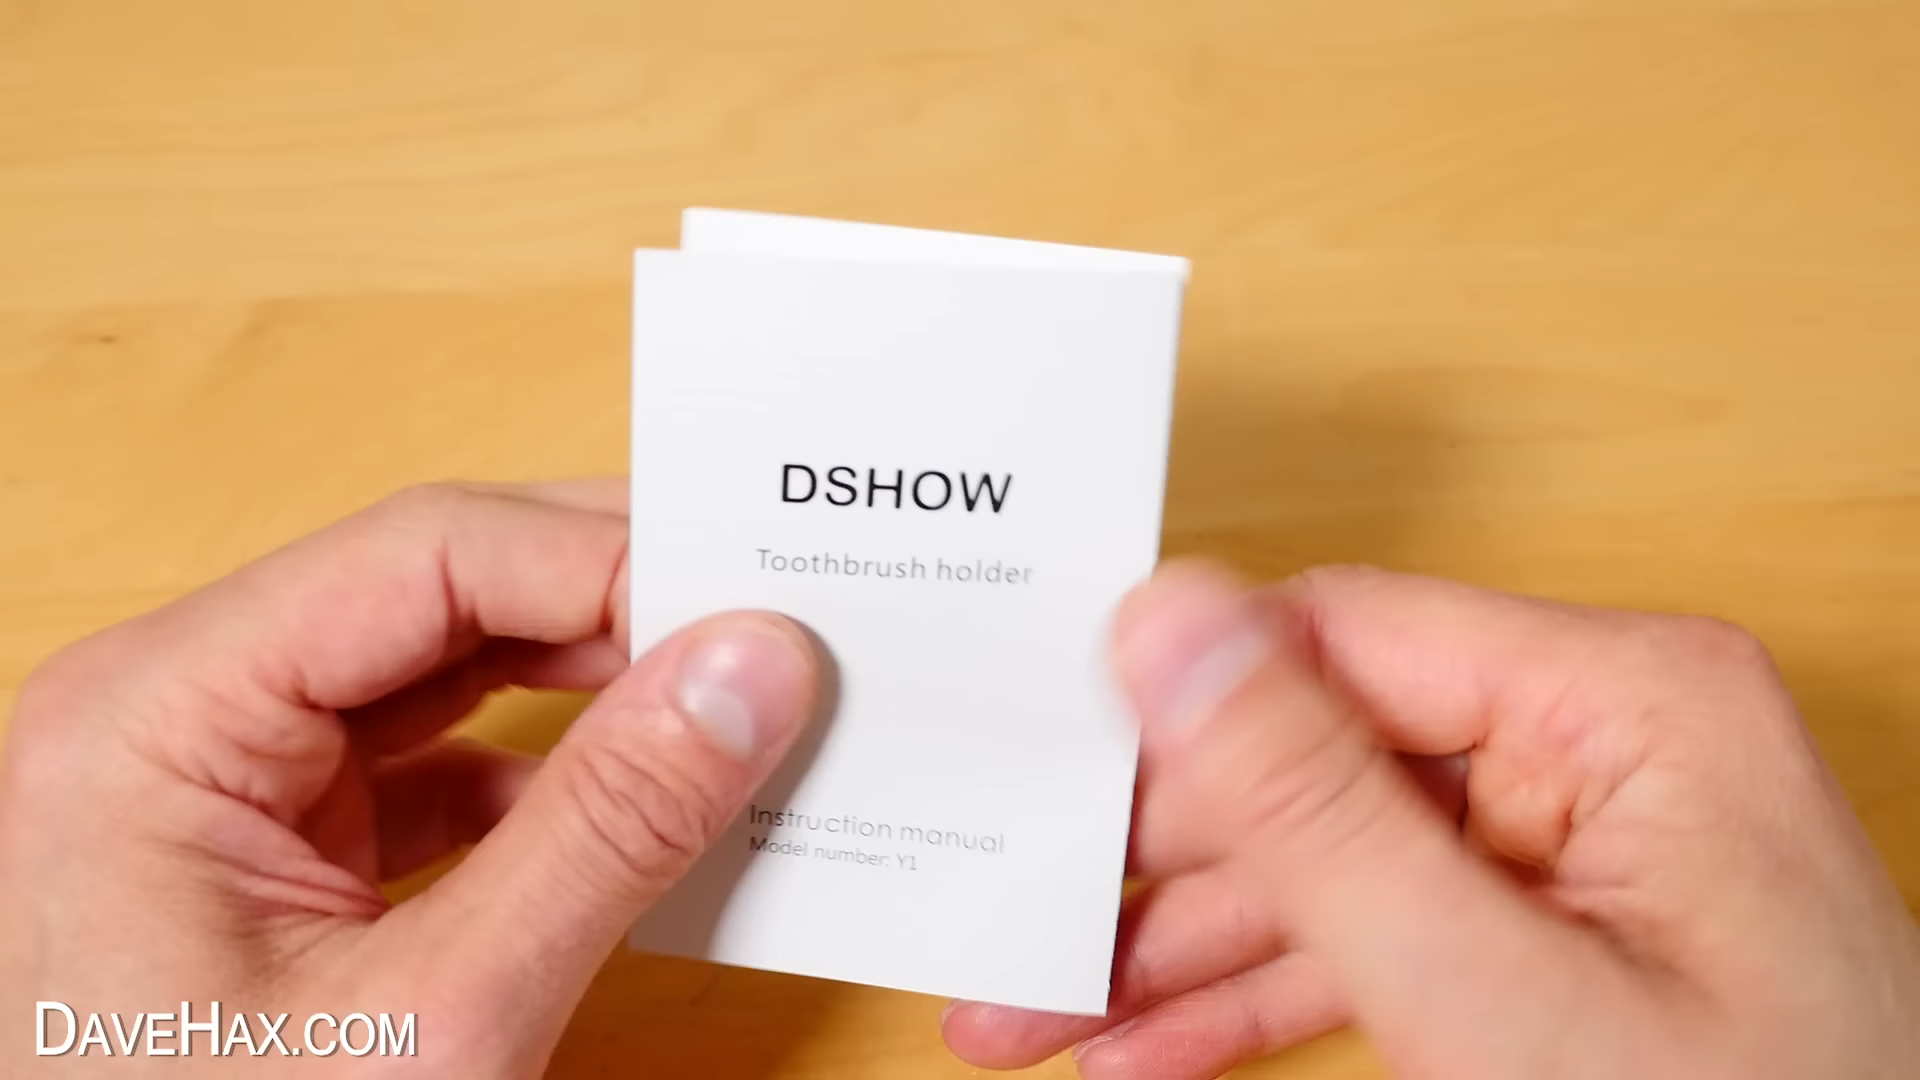 DSHOW
Toothbrush holder
Instruction manual
Model number: Y1
DAVEHAX.COM